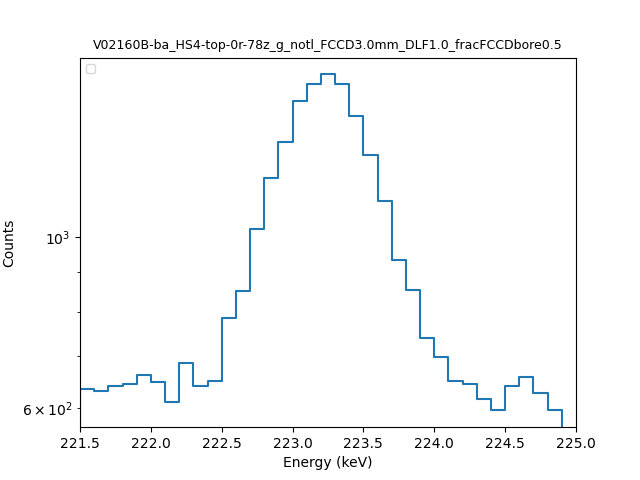 V02160B-ba_HS4-top-0r-78z_g_notl_FCCD3.0mm_DLF1.0_fracFCCDbore0.5
Counts
10³
6 × 10²
221.5 222.0 222.5 223.0 223.5 224.0 224.5 225.0
Energy (keV)